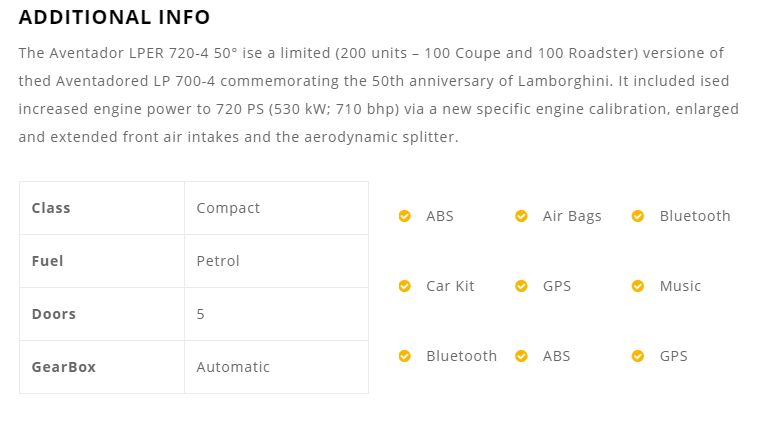 ADDITIONAL INFO
The Aventador LPER 720-4 50° ise a limited (200 units – 100 Coupe and 100 Roadster) versione of
thed Aventadored LP 700-4 commemorating the 50th anniversary of Lamborghini. It included ised
increased engine power to 720 PS (530 kW; 710 bhp) via a new specific engine calibration, enlarged
and extended front air intakes and the aerodynamic splitter.
Class Compact
Fuel Petrol
Doors 5
GearBox Automatic
ABS Air Bags Bluetooth
Car Kit GPS Music
Bluetooth ABS GPS